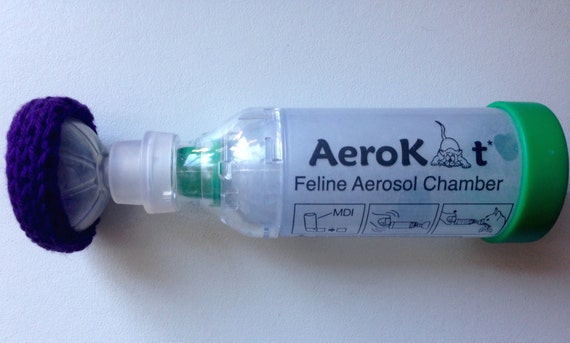 AeroKat*
Feline Aerosol Chamber
MDI